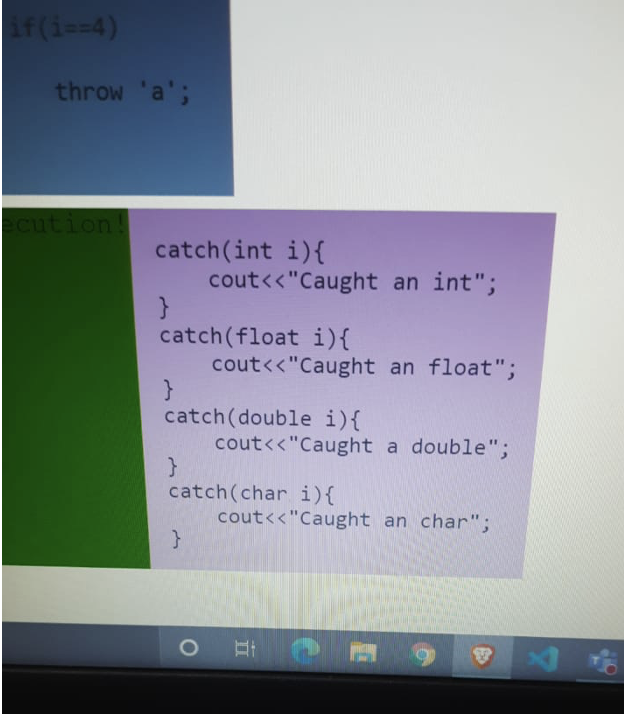 if(i==4)
throw 'a';
ecution!
catch(int i){
cout<<"Caught an int";
}
catch(float i){
cout<<"Caught an float";
}
catch(double i){
cout<<"Caught a double";
}
catch(char i){
cout<<"Caught an char";
}